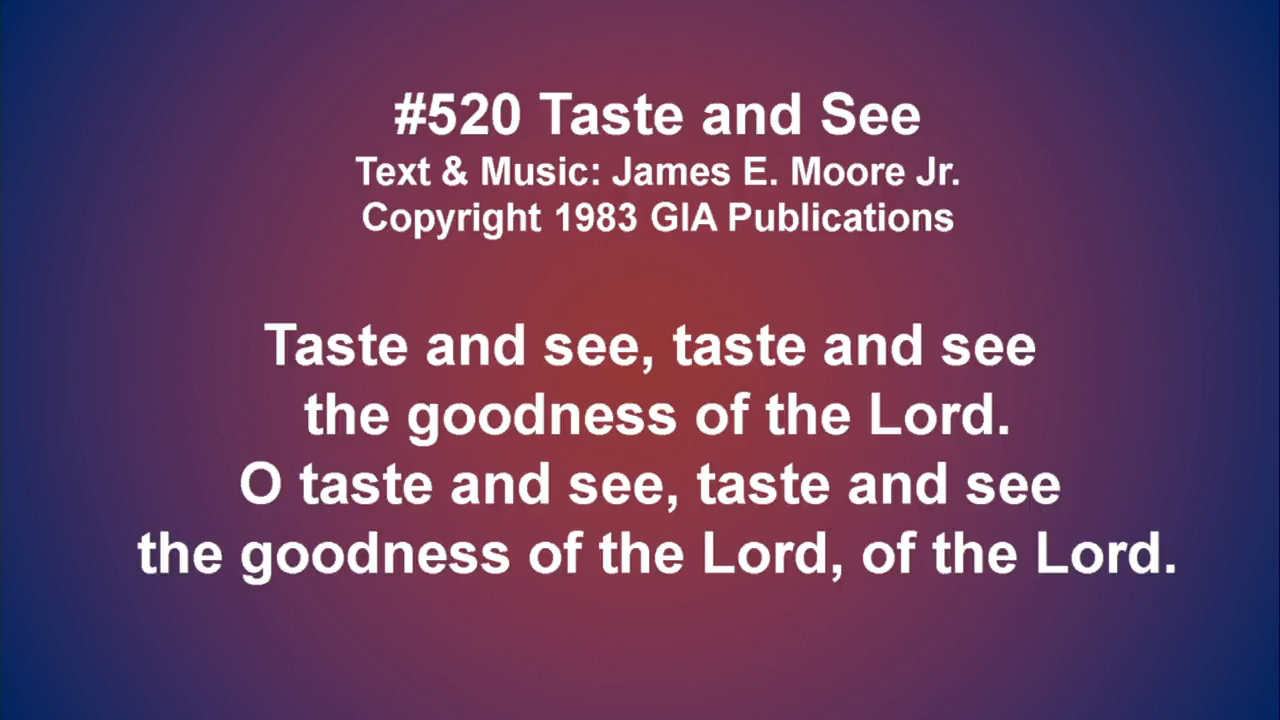 #520 Taste and See
Text & Music: James E. Moore Jr.
Copyright 1983 GIA Publications
Taste and see, taste and see
the goodness of the Lord.
O taste and see, taste and see
the goodness of the Lord, of the Lord.